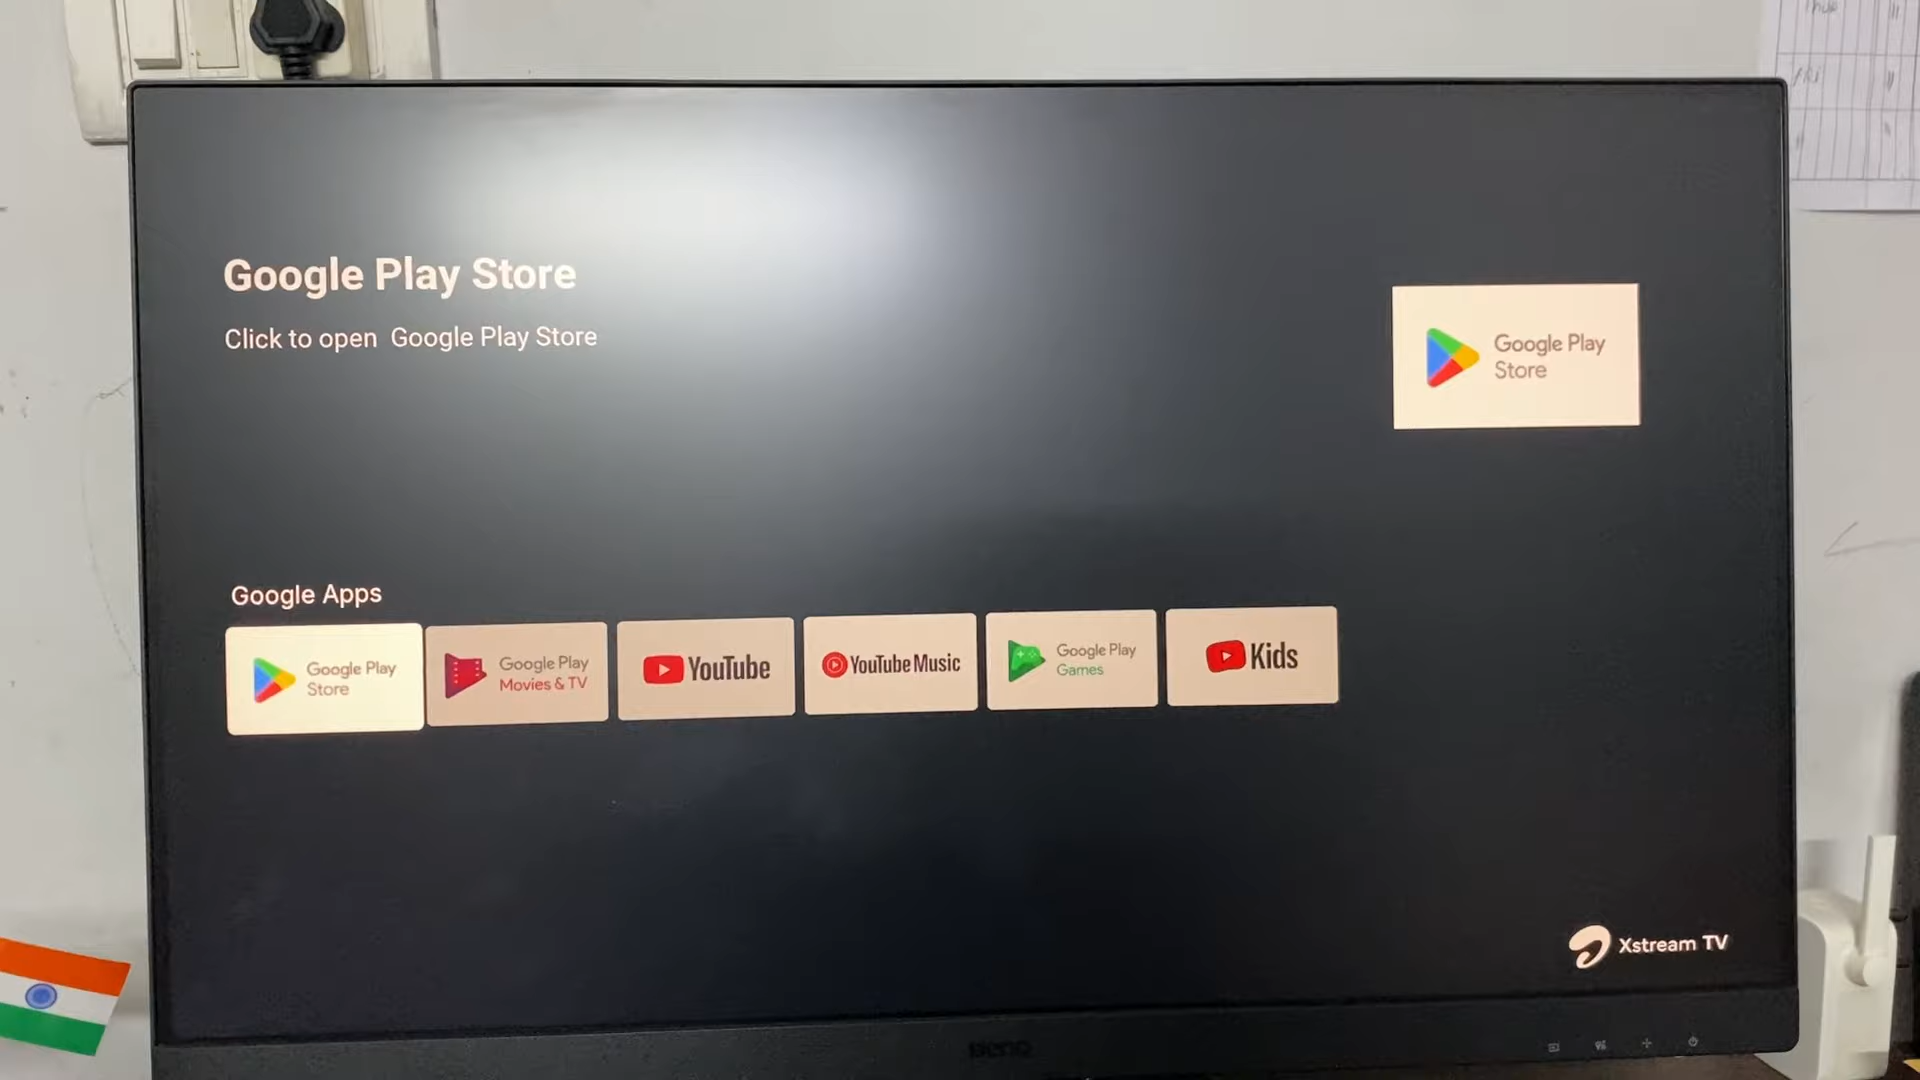 Google Play Store
Click to open Google Play Store
Google Play
Store
Google Apps
Google Play
Store
Google Play
Movies & TV
YouTube
YouTube Music
Google Play
Games
Kids
Xstream TV
BenQ